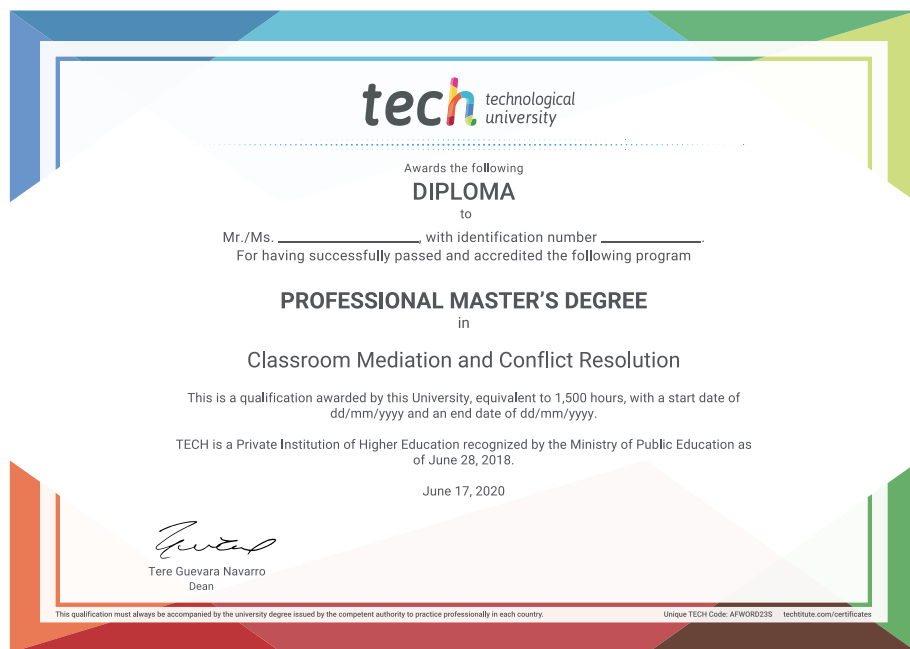 tech technological
university
Awards the following
DIPLOMA
to
Mr./Ms. ____________, with identification number ____________.
For having successfully passed and accredited the following program
PROFESSIONAL MASTER’S DEGREE
in
Classroom Mediation and Conflict Resolution
This is a qualification awarded by this University, equivalent to 1,500 hours, with a start date of
dd/mm/yyyy and an end date of dd/mm/yyyy.
TECH is a Private Institution of Higher Education recognized by the Ministry of Public Education as
of June 28, 2018.
June 17, 2020
Tere Guevara Navarro
Dean
This qualification must always be accompanied by the university degree issued by the competent authority to practice professionally in each country. Unique TECH Code: AFWORD23S techtitute.com/certificates